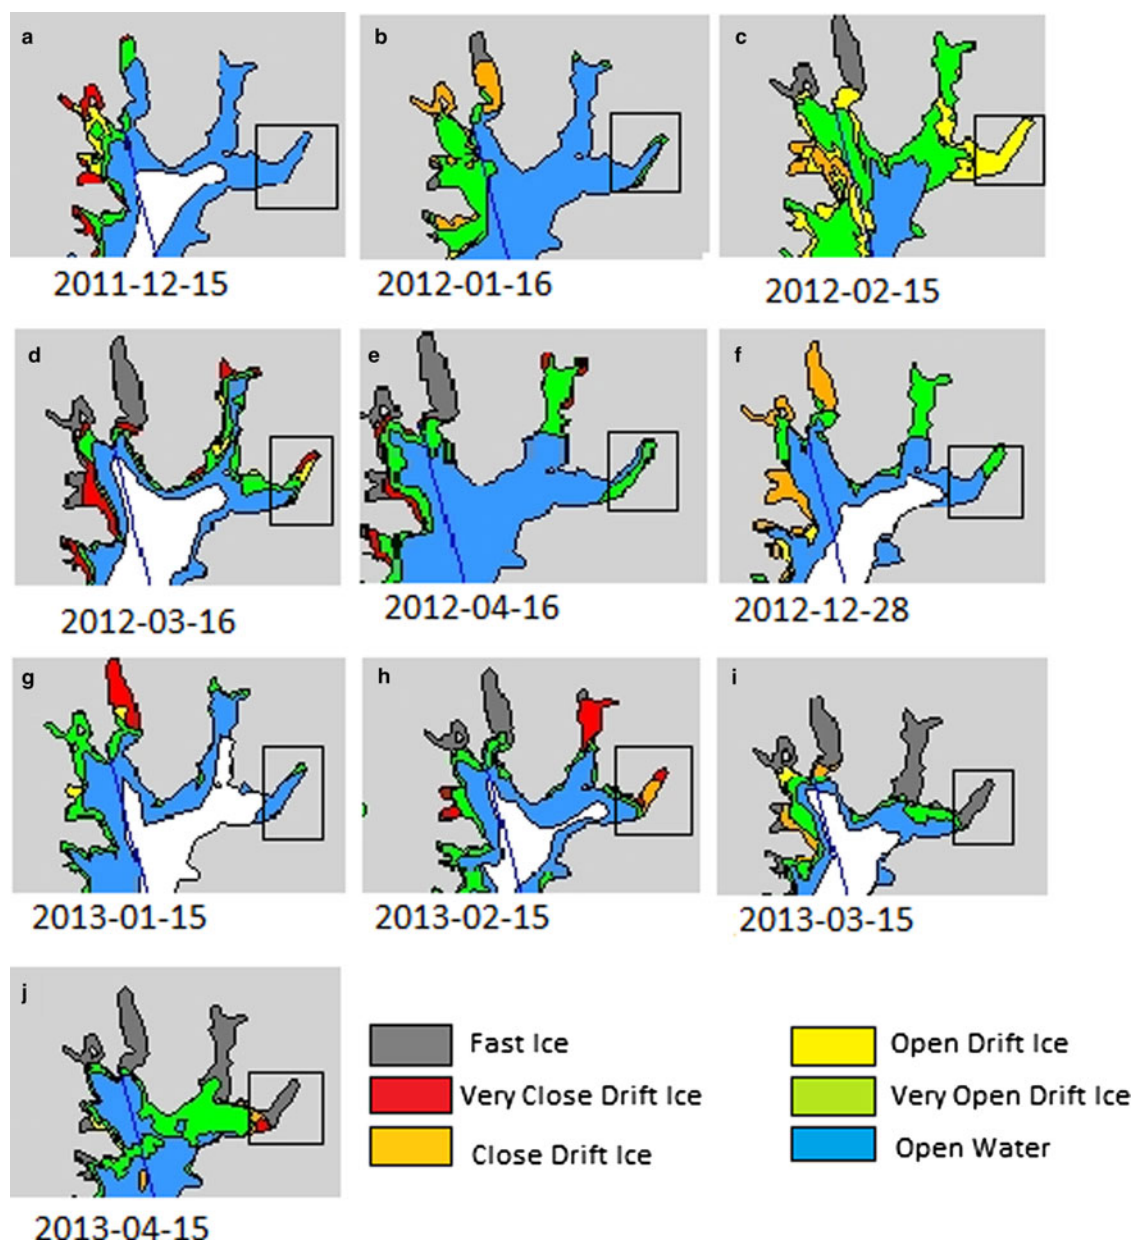 a
b
c
2011-12-15
2012-01-16
2012-02-15
d
e
f
2012-03-16
2012-04-16
2012-12-28
g
h
i
2013-01-15
2013-02-15
2013-03-15
j
2013-04-15
Fast Ice
Very Close Drift Ice
Close Drift Ice
Open Drift Ice
Very Open Drift Ice
Open Water